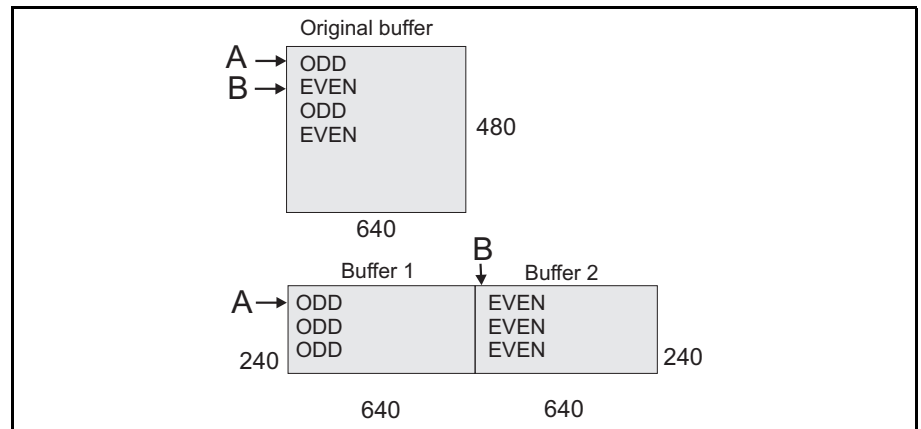 Original buffer
A ODD
B EVEN
ODD
EVEN
480
640
B
Buffer 1 Buffer 2
A ODD EVEN
ODD EVEN
ODD EVEN
240 240
640 640